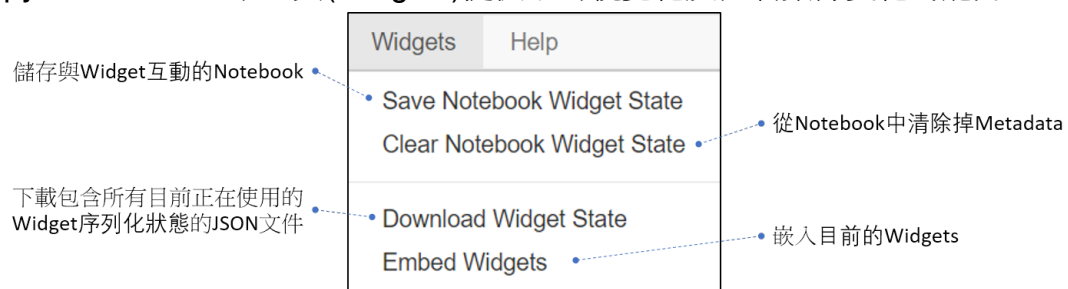 Widgets Help
儲存與Widget互動的Notebook
Save Notebook Widget State
Clear Notebook Widget State
從Notebook中清除掉Metadata
下載包含所有目前正在使用的
Widget序列化狀態的JSON文件
Download Widget State
Embed Widgets
嵌入目前的Widgets